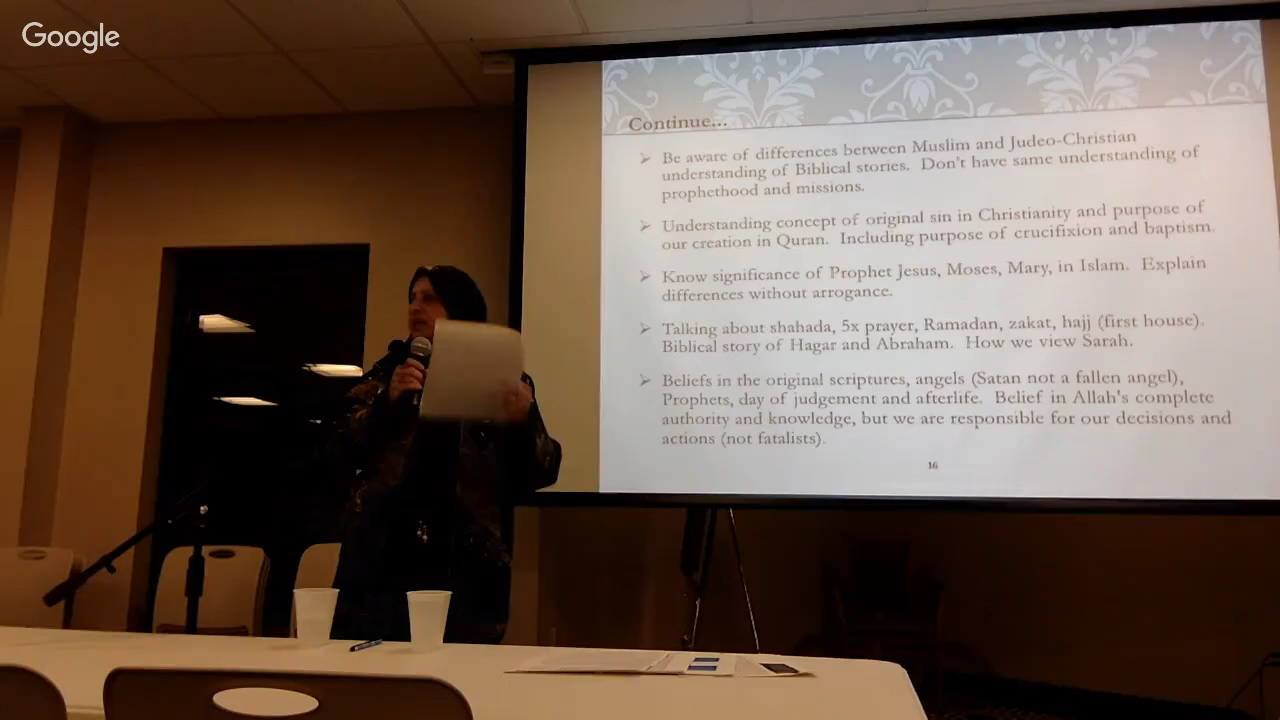 Google
Continue...
➢ Be aware of differences between Muslim and Judeo-Christian
understanding of Biblical stories. Don't have same understanding of
prophethood and missions.
➢ Understanding concept of original sin in Christianity and purpose of
our creation in Quran. Including purpose of crucifixion and baptism.
➢ Know significance of Prophet Jesus, Moses, Mary, in Islam. Explain
differences without arrogance.
➢ Talking about shahada, 5x prayer, Ramadan, zakat, hajj (first house).
Biblical story of Hagar and Abraham. How we view Sarah.
➢ Beliefs in the original scriptures, angels (Satan not a fallen angel),
Prophets, day of judgement and afterlife. Belief in Allah's complete
authority and knowledge, but we are responsible for our decisions and
actions (not fatalists).
16